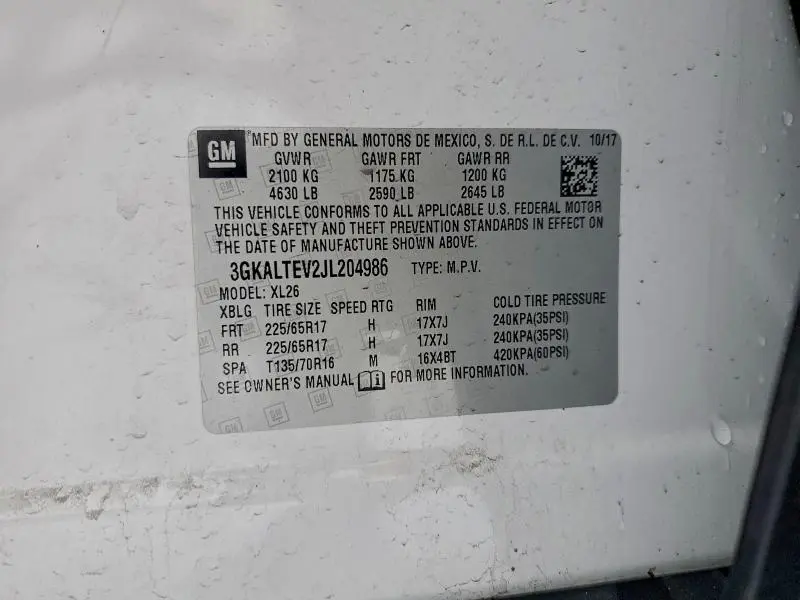 GM
MFD BY GENERAL MOTORS DE MEXICO, S. DE R.L. DE C.V. 10/17
GVWR GAWR FRT GAWR RR
2100 KG 1175 KG 1200 KG
4630 LB 2590 LB 2645 LB
THIS VEHICLE CONFORMS TO ALL APPLICABLE U.S. FEDERAL MOTOR
VEHICLE SAFETY AND THEFT PREVENTION STANDARDS IN EFFECT ON
THE DATE OF MANUFACTURE SHOWN ABOVE.
3GKALTEV2JL204986 TYPE: M.P.V.
MODEL: XL26
XBLG TIRE SIZE SPEED RTG RIM COLD TIRE PRESSURE
FRT 225/65R17 H 17X7J 240KPA(35PSI)
RR 225/65R17 H 17X7J 240KPA(35PSI)
SPA T135/70R16 M 16X4BT 420KPA(60PSI)
SEE OWNER'S MANUAL FOR MORE INFORMATION.